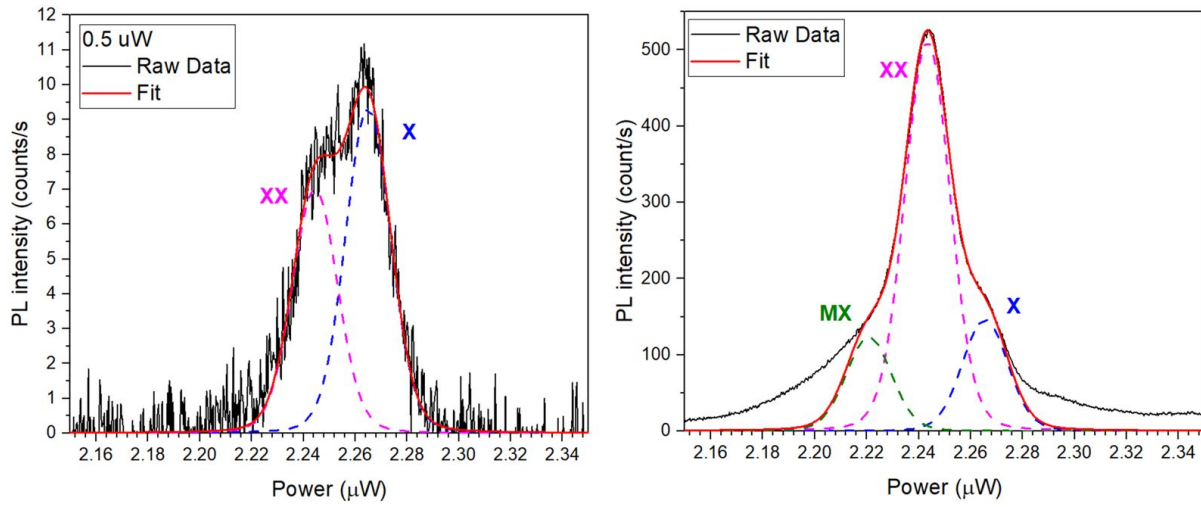 12
11
10
9
8
7
6
5
4
3
2
1
0
PL intensity (counts/s)
0.5 uW
Raw Data
Fit
XX
X
2.16 2.18 2.20 2.22 2.24 2.26 2.28 2.30 2.32 2.34
Power (μW)
500
400
300
200
100
0
PL intensity (count/s)
Raw Data
Fit
XX
MX
X
2.16 2.18 2.20 2.22 2.24 2.26 2.28 2.30 2.32 2.34
Power (μW)